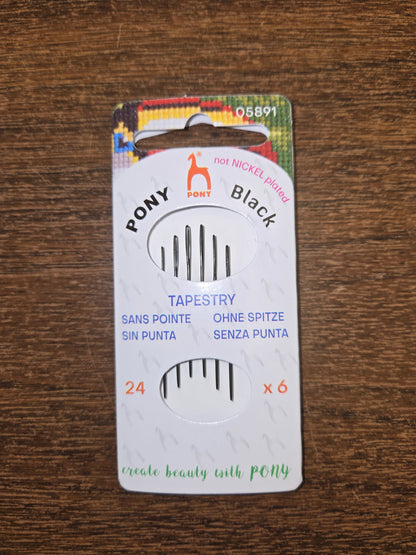 05891
not NICKEL plated
PONY
PONY Black
TAPESTRY
SANS POINTE OHNE SPITZE
SIN PUNTA SENZA PUNTA
24 x 6
create beauty with PONY